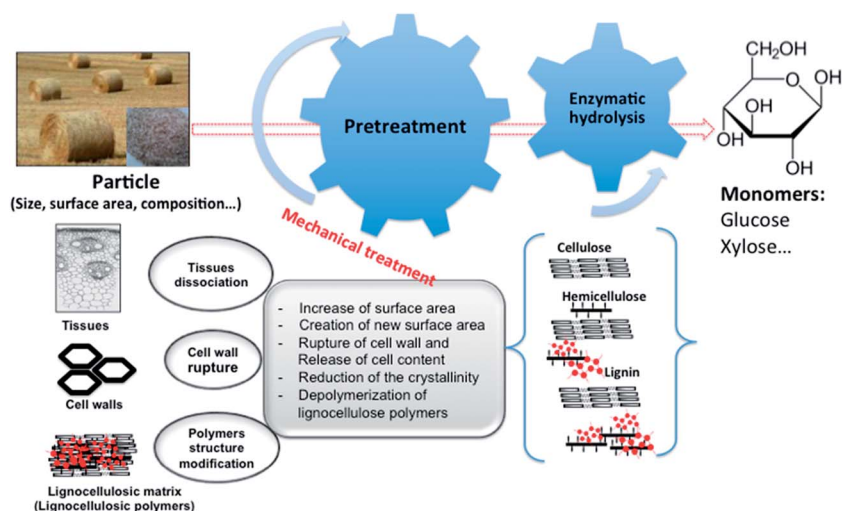 Particle
(Size, surface area, composition...)
Pretreatment
Enzymatic
hydrolysis
CH₂OH
O
OH
OH
OH
OH
Monomers:
Glucose
Xylose...
Mechanical treatment
Tissues
Tissues
dissociation
Cell walls
Cell wall
rupture
Lignocellulosic matrix
(Lignocellulosic polymers)
Polymers
structure
modification
- Increase of surface area
- Creation of new surface area
- Rupture of cell wall and
Release of cell content
- Reduction of the crystallinity
- Depolymerization of
lignocellulose polymers
Cellulose
Hemicellulose
Lignin